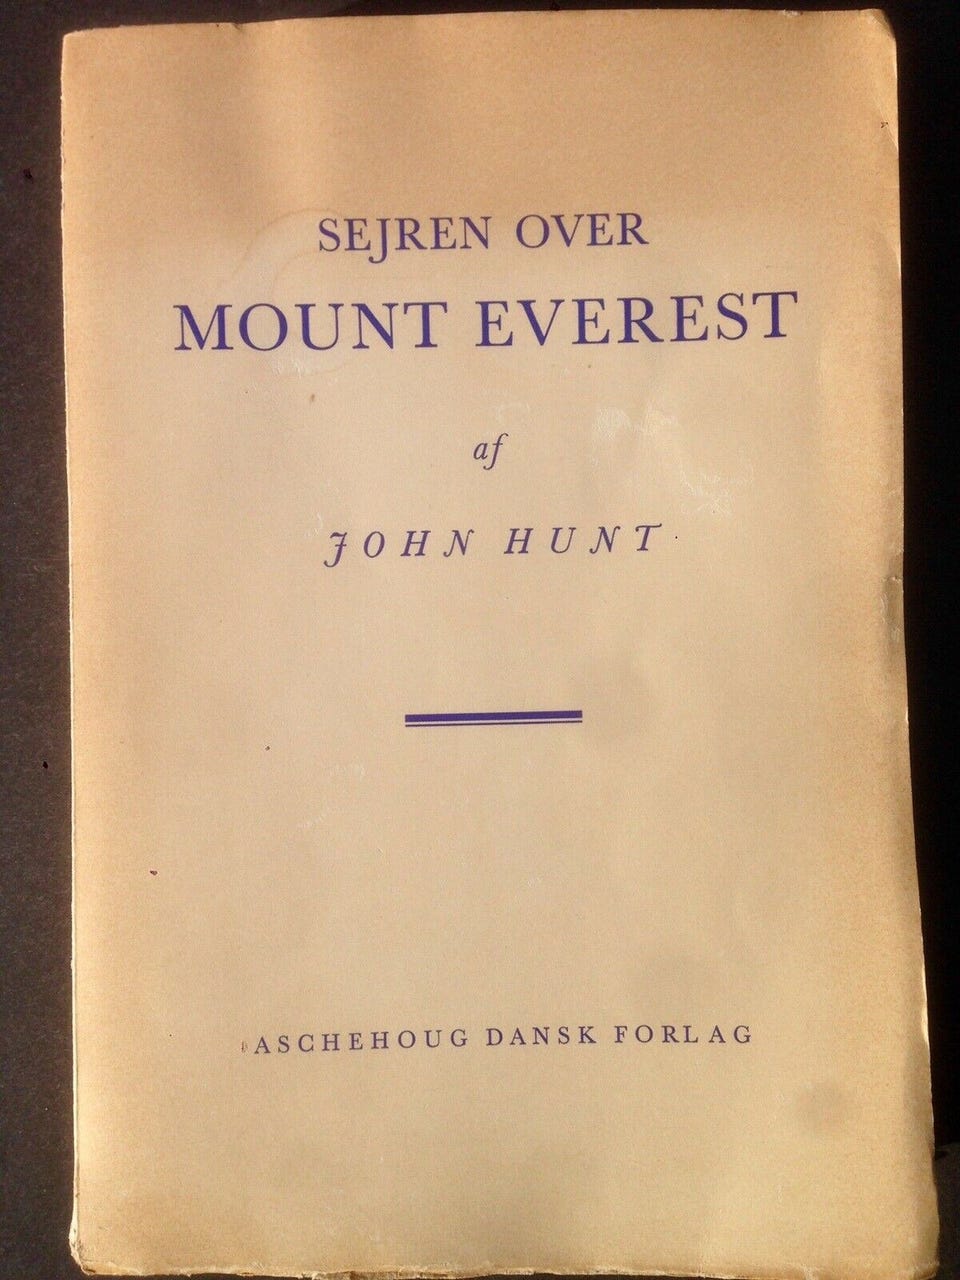 SEJREN OVER
MOUNT EVEREST
af
JOHN HUNT
ASCHEHOUG DANSK FORLAG